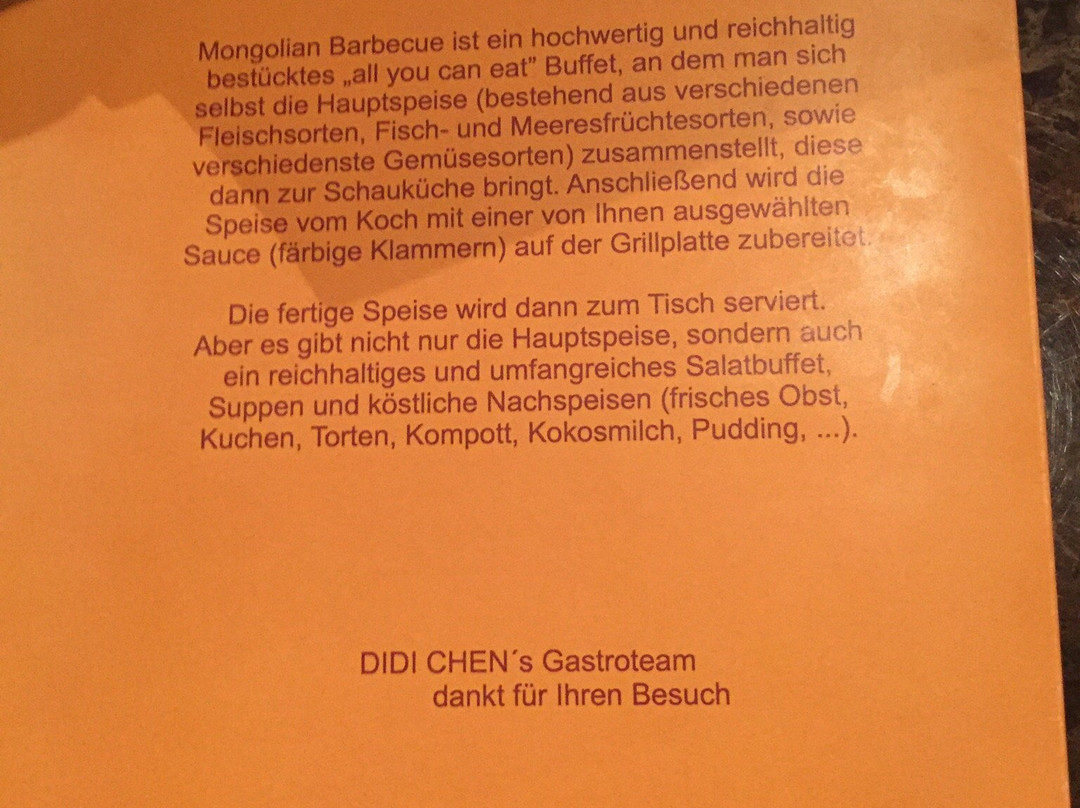 Mongolian Barbecue ist ein hochwertig und reichhaltig
bestücktes „all you can eat” Buffet, an dem man sich
selbst die Hauptspeise (bestehend aus verschiedenen
Fleischsorten, Fisch- und Meeresfrüchtesorten, sowie
verschiedenste Gemüsesorten) zusammenstellt, diese
dann zur Schauküche bringt. Anschließend wird die
Speise vom Koch mit einer von Ihnen ausgewählten
Sauce (färbige Klammern) auf der Grillplatte zubereitet.
Die fertige Speise wird dann zum Tisch serviert.
Aber es gibt nicht nur die Hauptspeise, sondern auch
ein reichhaltiges und umfangreiches Salatbuffet,
Suppen und köstliche Nachspeisen (frisches Obst,
Kuchen, Torten, Kompott, Kokosmilch, Pudding, ...).
DIDI CHEN´s Gastroteam
dankt für Ihren Besuch